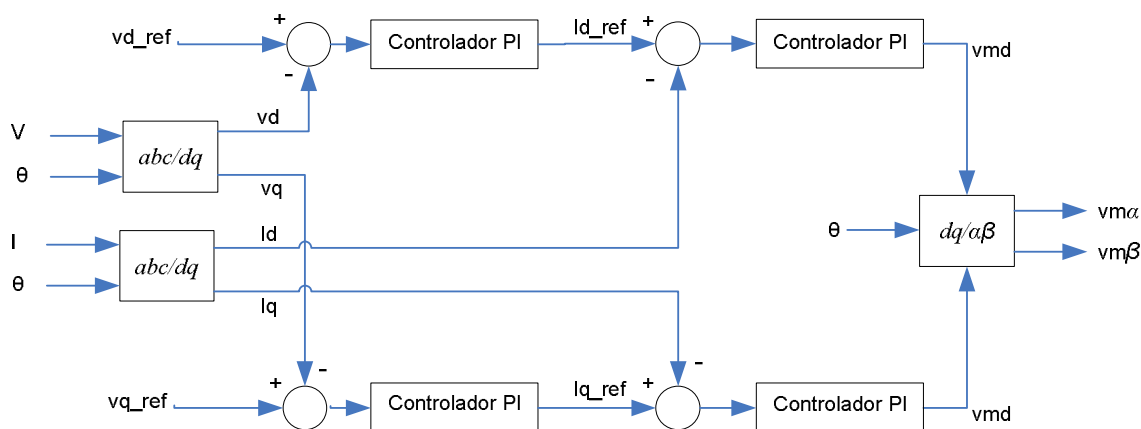 vd_ref
+
-
Controlador PI
Id_ref
+
-
Controlador PI
vmd
V
θ
abc/dq
vd
vq
I
θ
abc/dq
Id
Iq
θ
dq/αβ
vmα
vmβ
vq_ref
+
-
Controlador PI
Iq_ref
+
-
Controlador PI
vmd